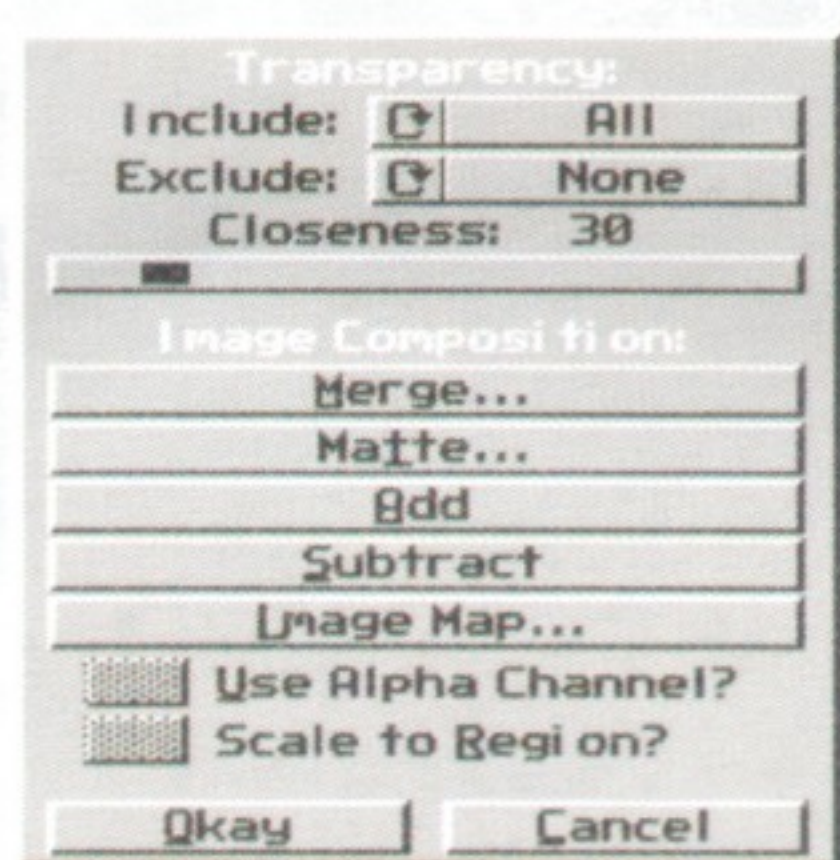 Transparency:
Include: All
Exclude: None
Closeness: 30
Image Composition:
Merge...
Matte...
Add
Subtract
Image Map...
Use Alpha Channel?
Scale to Region?
Okay Cancel